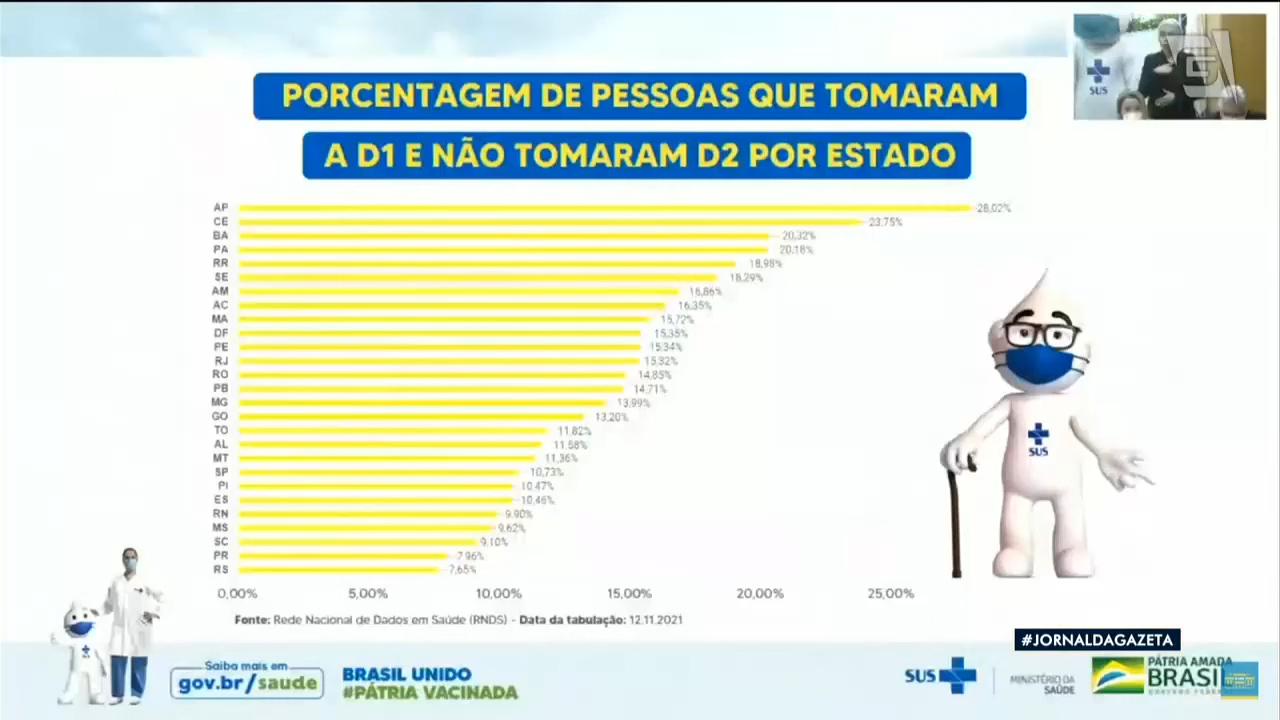 PORCENTAGEM DE PESSOAS QUE TOMARAM
A D1 E NÃO TOMARAM D2 POR ESTADO
SUS
AP 28,02%
CE 23,75%
BA 20,32%
PA 20,18%
RR 18,98%
SE 18,29%
AM 16,86%
AC 16,35%
MA 15,72%
DF 15,35%
PE 15,34%
RJ 15,32%
RO 14,85%
PB 14,71%
MG 13,99%
GO 13,20%
TO 11,82%
AL 11,58%
MT 11,36%
SP 10,73%
PI 10,47%
ES 10,46%
RN 9,90%
MS 9,62%
SC 9,10%
PR 7,96%
RS 7,65%
0,00% 5,00% 10,00% 15,00% 20,00% 25,00%
SUS
Fonte: Rede Nacional de Dados em Saúde (RNDS) - Data da tabulação: 12.11.2021
#JORNALDAGAZETA
Saiba mais em
gov.br/saude
BRASIL UNIDO
#PÁTRIA VACINADA
SUS
MINISTÉRIO DA
SAÚDE
PÁTRIA AMADA
BRASIL